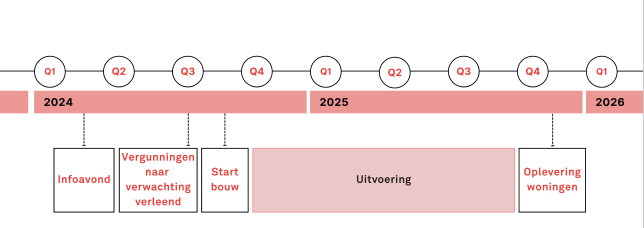 Q1 Q2 Q3 Q4 Q1 Q2 Q3 Q4 Q1
2024 2025 2026
Infoavond
Vergunningen
naar
verwachting
verleend
Start
bouw
Uitvoering
Oplevering
woningen